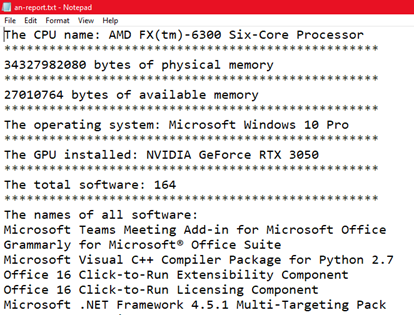 an-report.txt - Notepad
File Edit Format View Help
The CPU name: AMD FX(tm)-6300 Six-Core Processor
****************************************************
34327982080 bytes of physical memory
****************************************************
27010764 bytes of available memory
****************************************************
The operating system: Microsoft Windows 10 Pro
****************************************************
The GPU installed: NVIDIA GeForce RTX 3050
****************************************************
The total software: 164
****************************************************
The names of all software:
Microsoft Teams Meeting Add-in for Microsoft Office
Grammarly for Microsoft® Office Suite
Microsoft Visual C++ Compiler Package for Python 2.7
Office 16 Click-to-Run Extensibility Component
Office 16 Click-to-Run Licensing Component
Microsoft .NET Framework 4.5.1 Multi-Targeting Pack